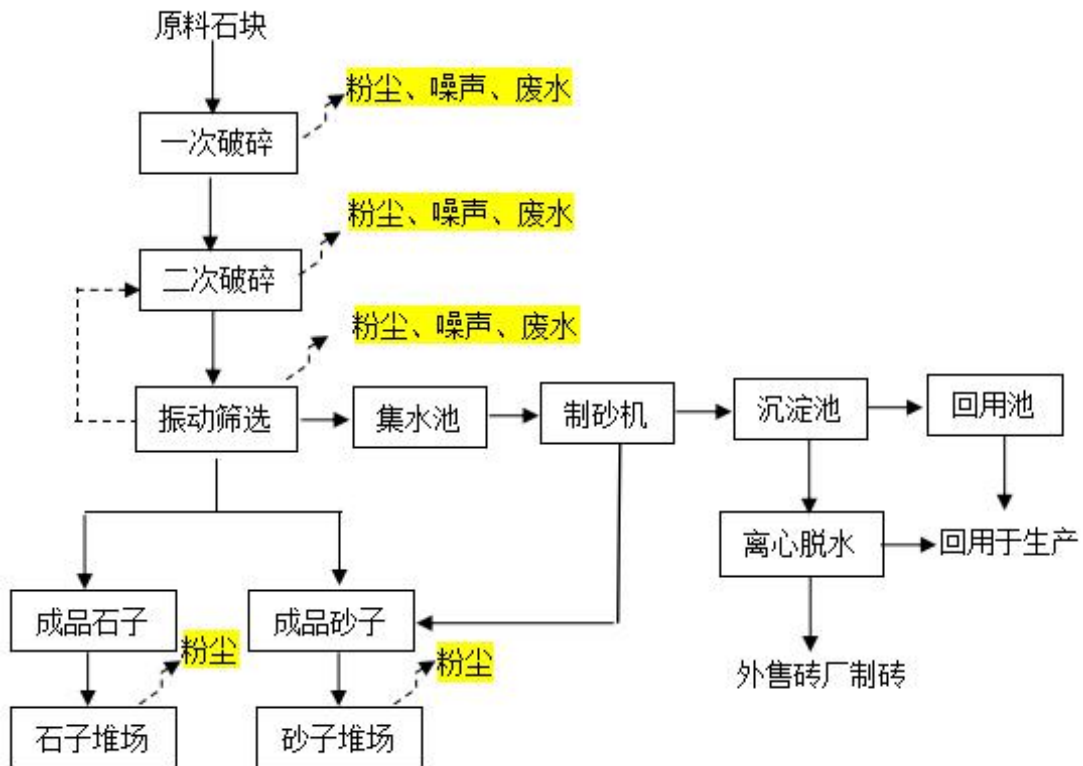 原料石块
粉尘、噪声、废水
一次破碎
粉尘、噪声、废水
二次破碎
粉尘、噪声、废水
振动筛选
集水池
制砂机
沉淀池
回用池
离心脱水
回用于生产
成品石子
成品砂子
粉尘
粉尘
外售砖厂制砖
石子堆场
砂子堆场